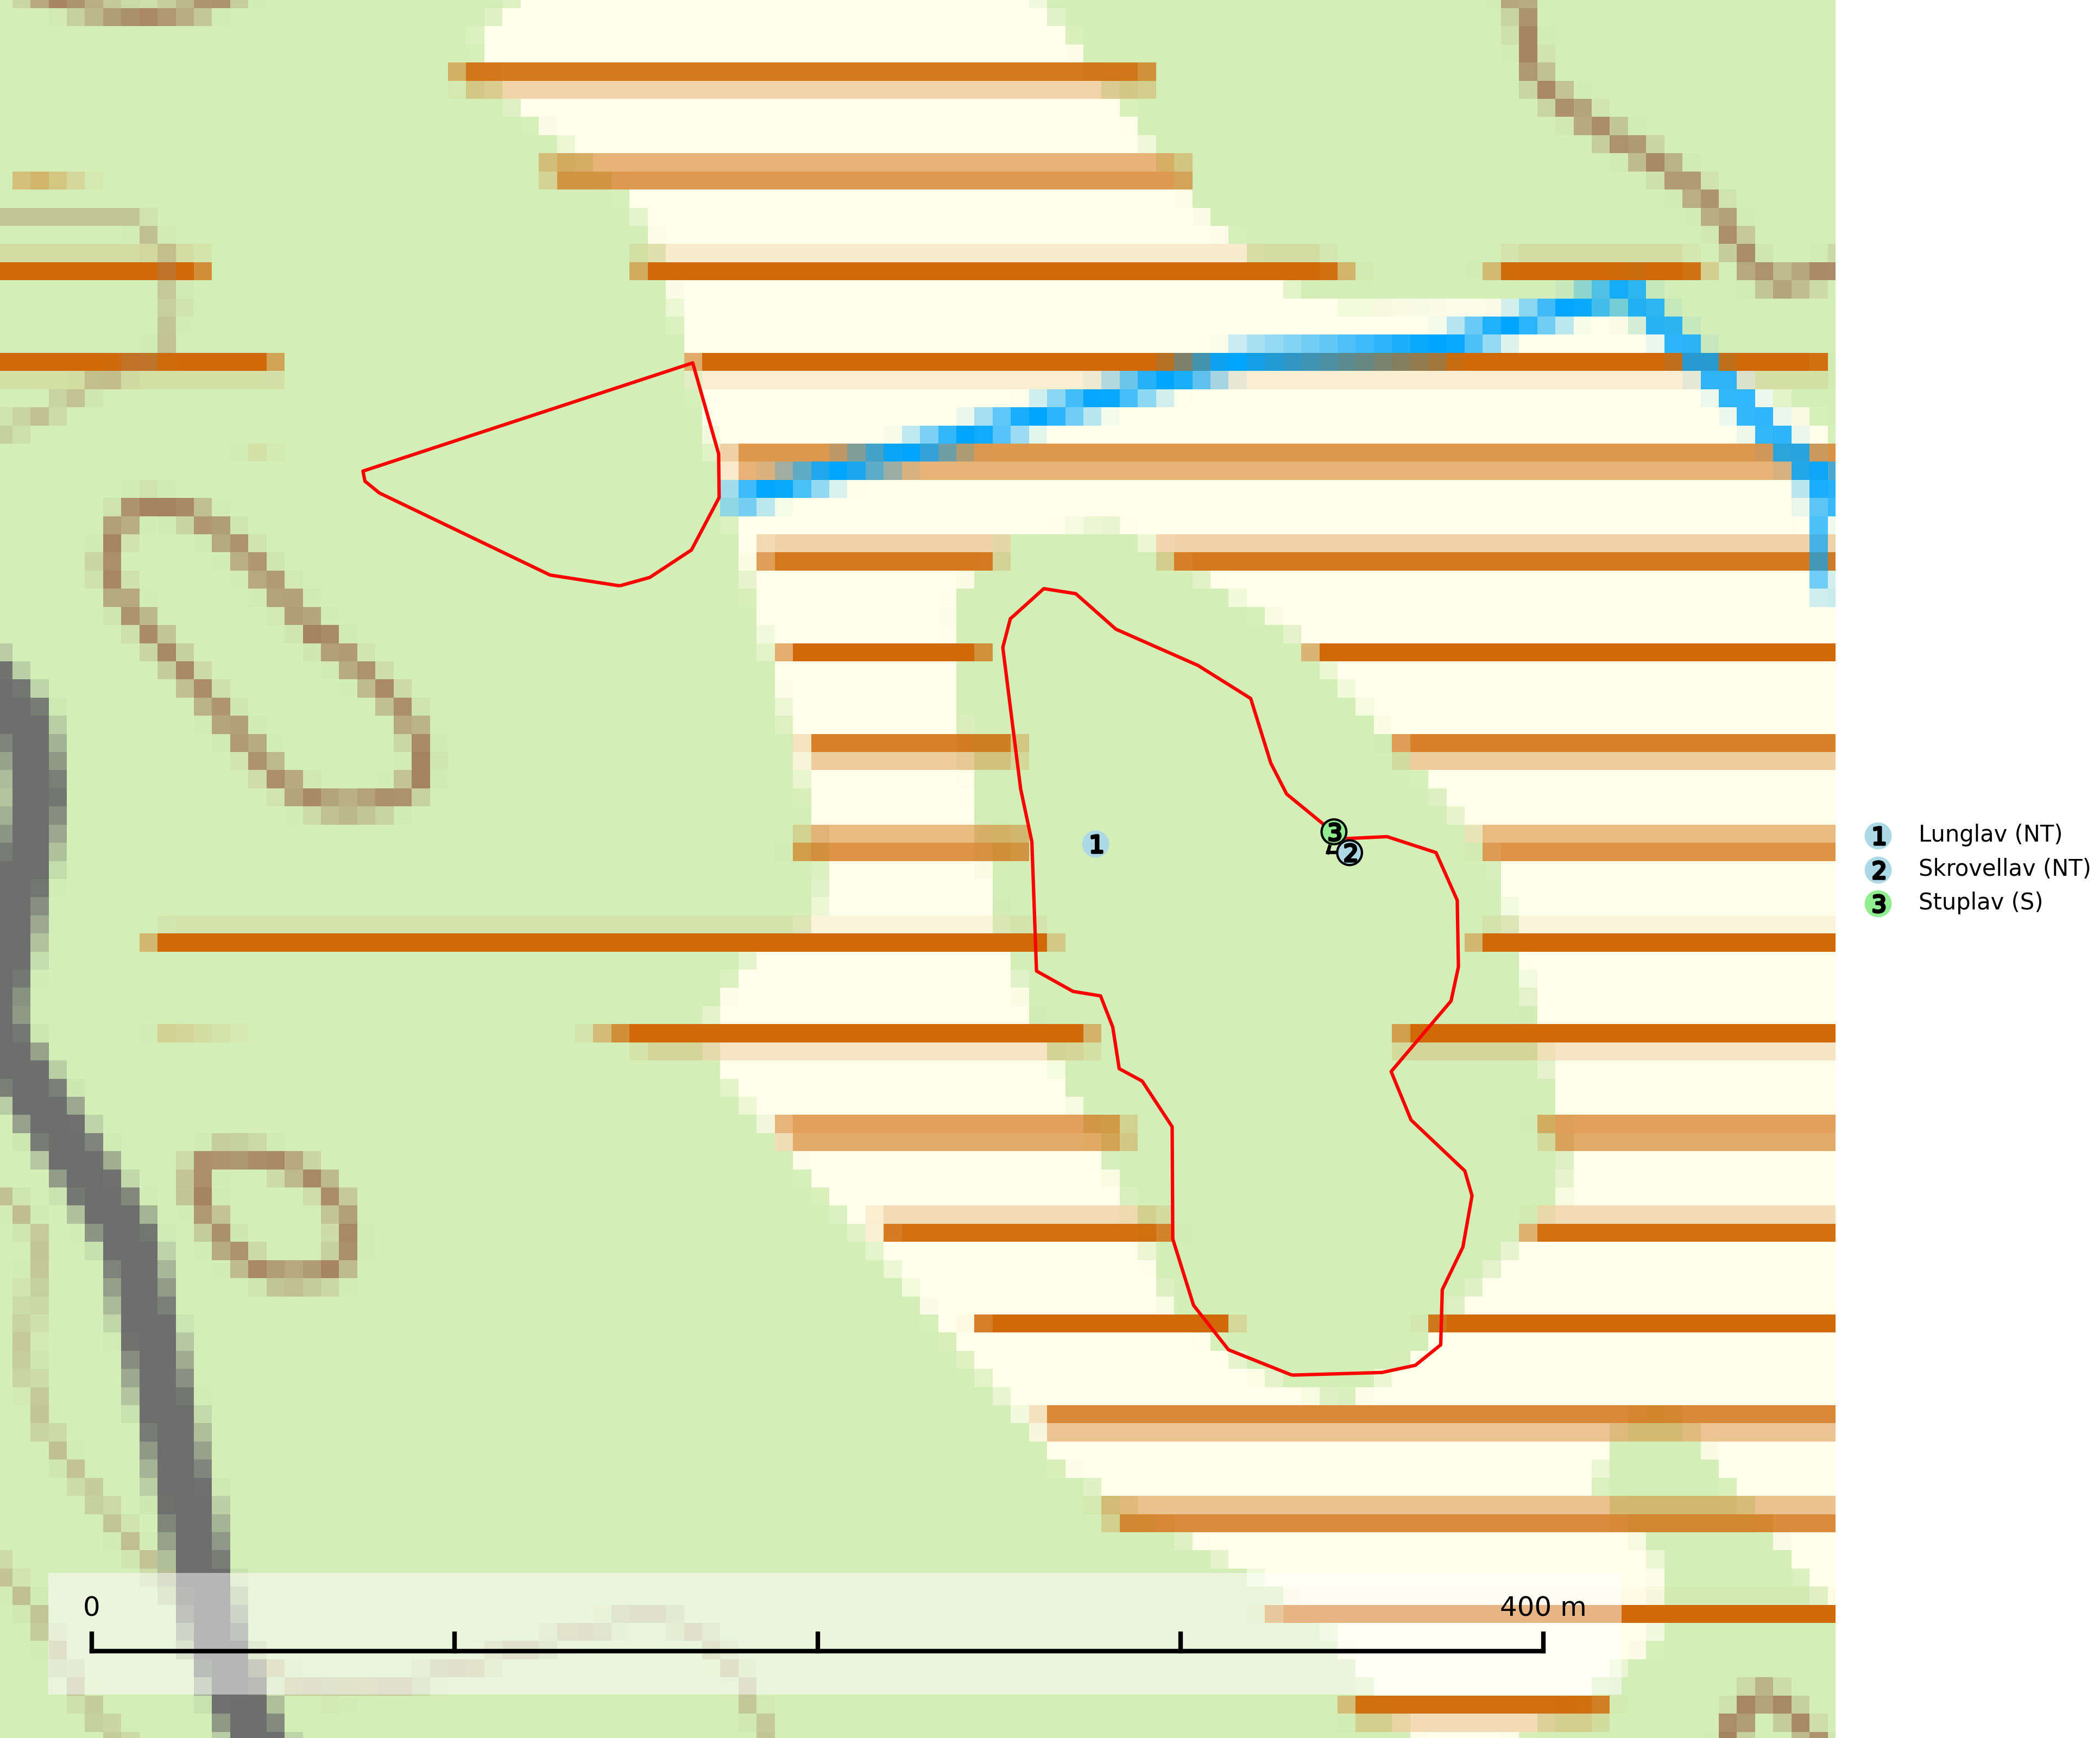 3
1
2
1 Lunglav (NT)
2 Skrovellav (NT)
3 Stuplav (S)
0 400 m